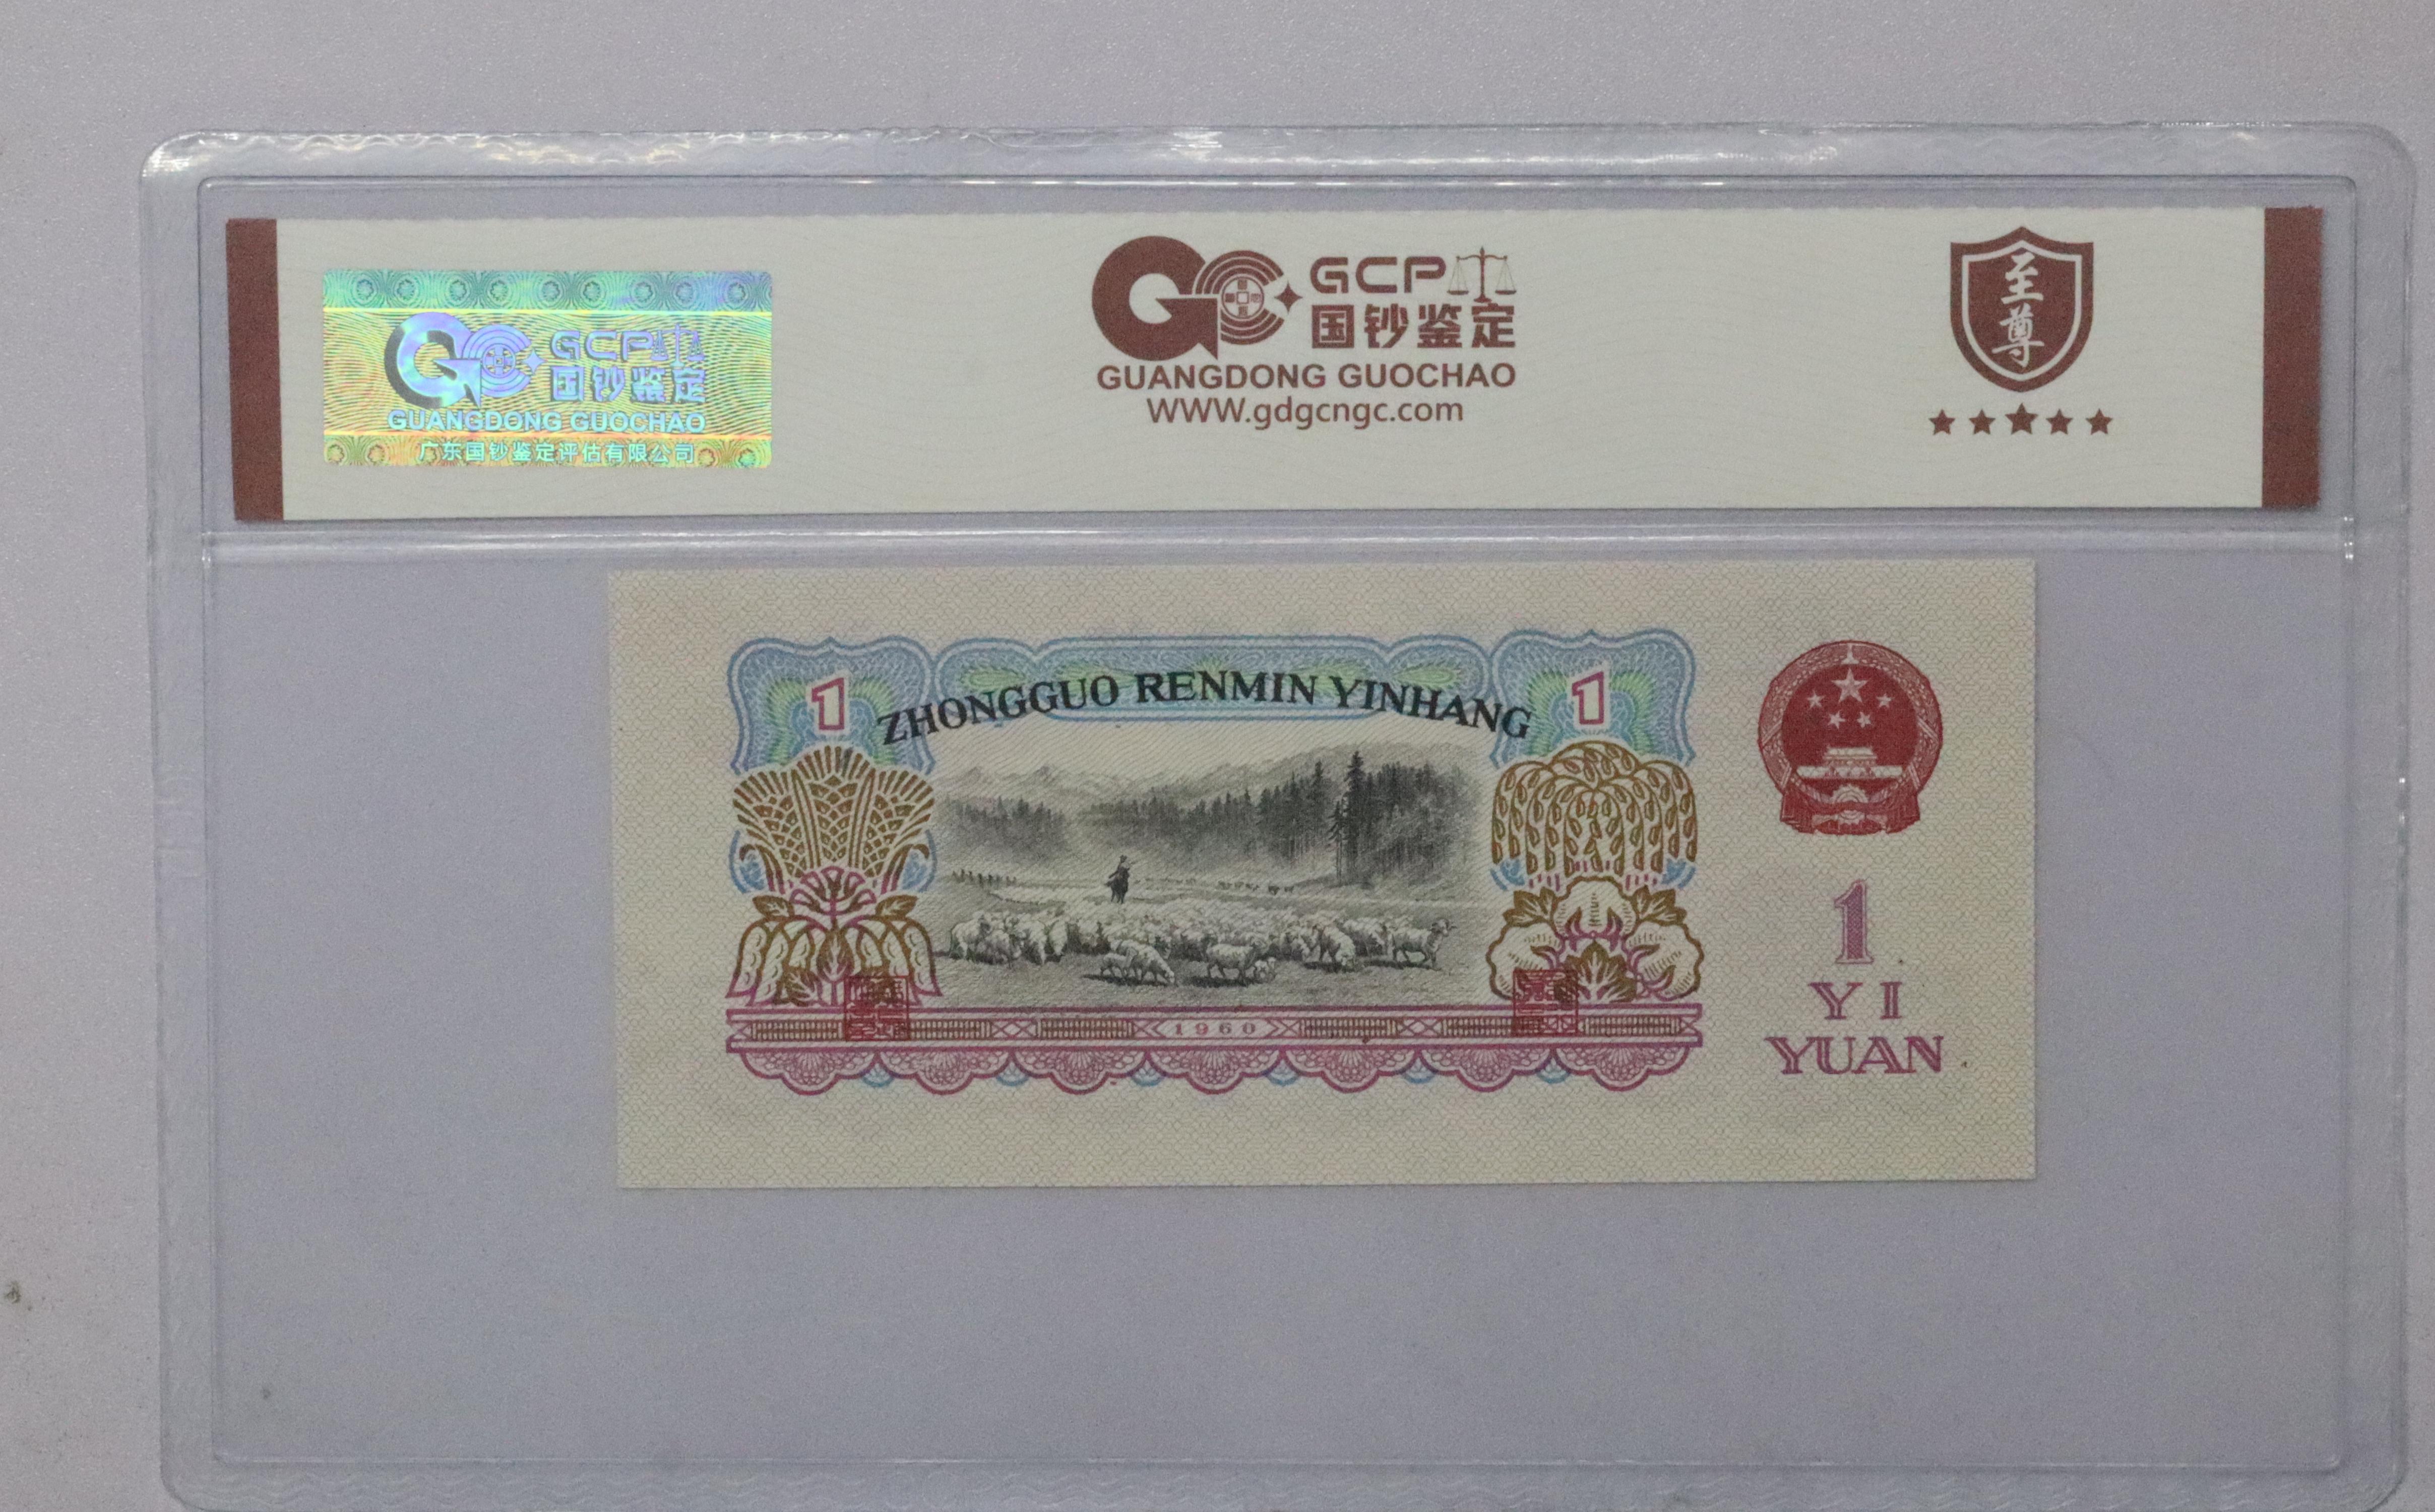 GCP
国钞鉴定
GUANGDONG GUOCHAO
广东国钞鉴定评估有限公司
GCP
国钞鉴定
GUANGDONG GUOCHAO
WWW.gdgcngc.com
至尊
1
ZHONGGUO RENMIN YINHANG
1
1960
1
YI
YUAN